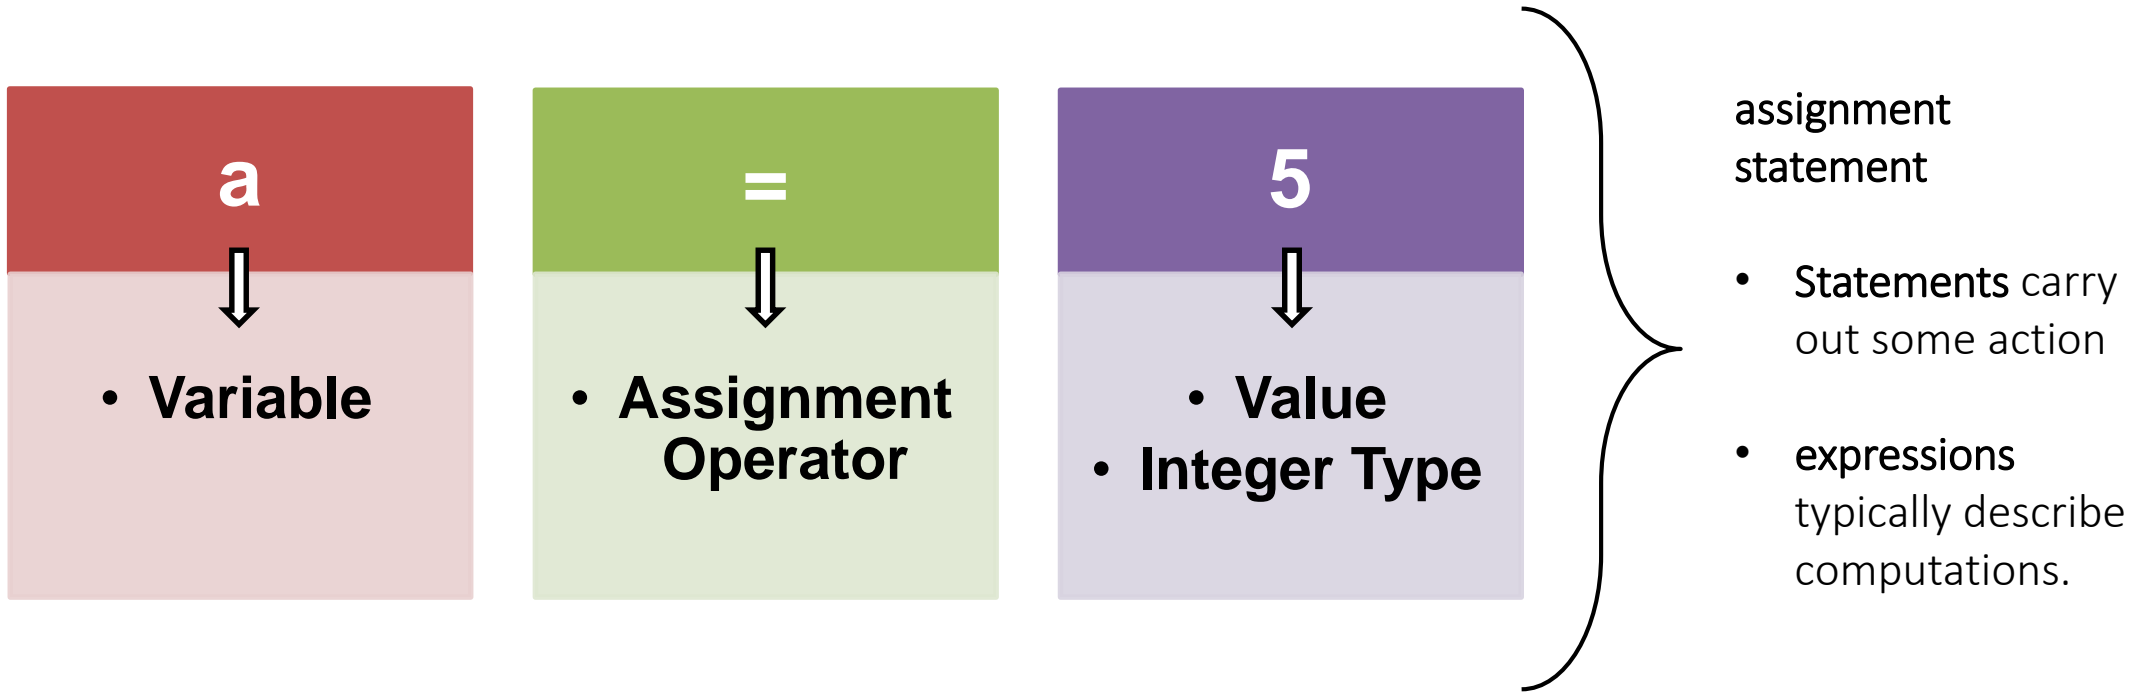 a
=
5
• Variable
• Assignment
Operator
• Value
• Integer Type
assignment
statement
• Statements carry
out some action
• expressions
typically describe
computations.